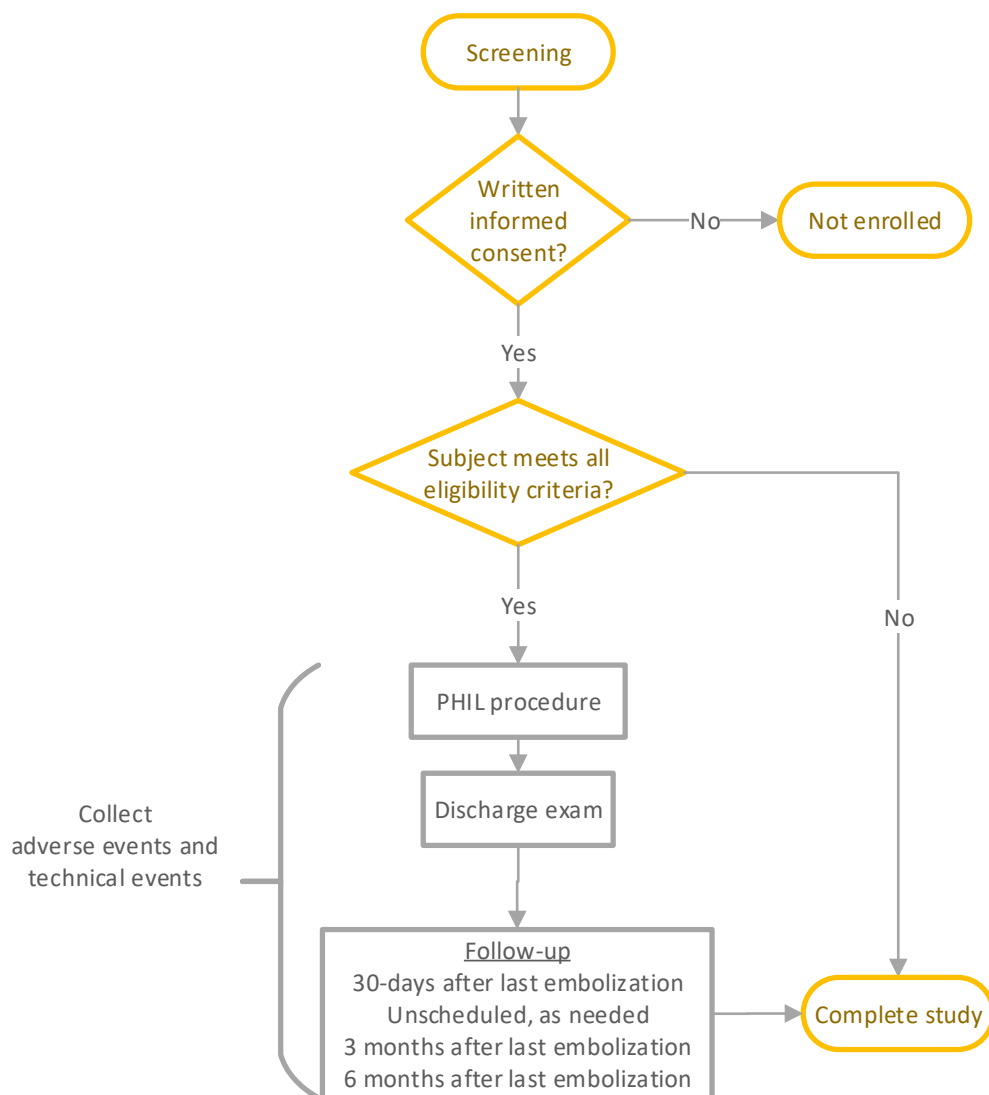 Screening
Written
informed
consent?
No
Not enrolled
Yes
Subject meets all
eligibility criteria?
Yes
No
PHIL procedure
Discharge exam
Collect
adverse events and
technical events
Follow-up
30-days after last embolization
Unscheduled, as needed
3 months after last embolization
6 months after last embolization
Complete study